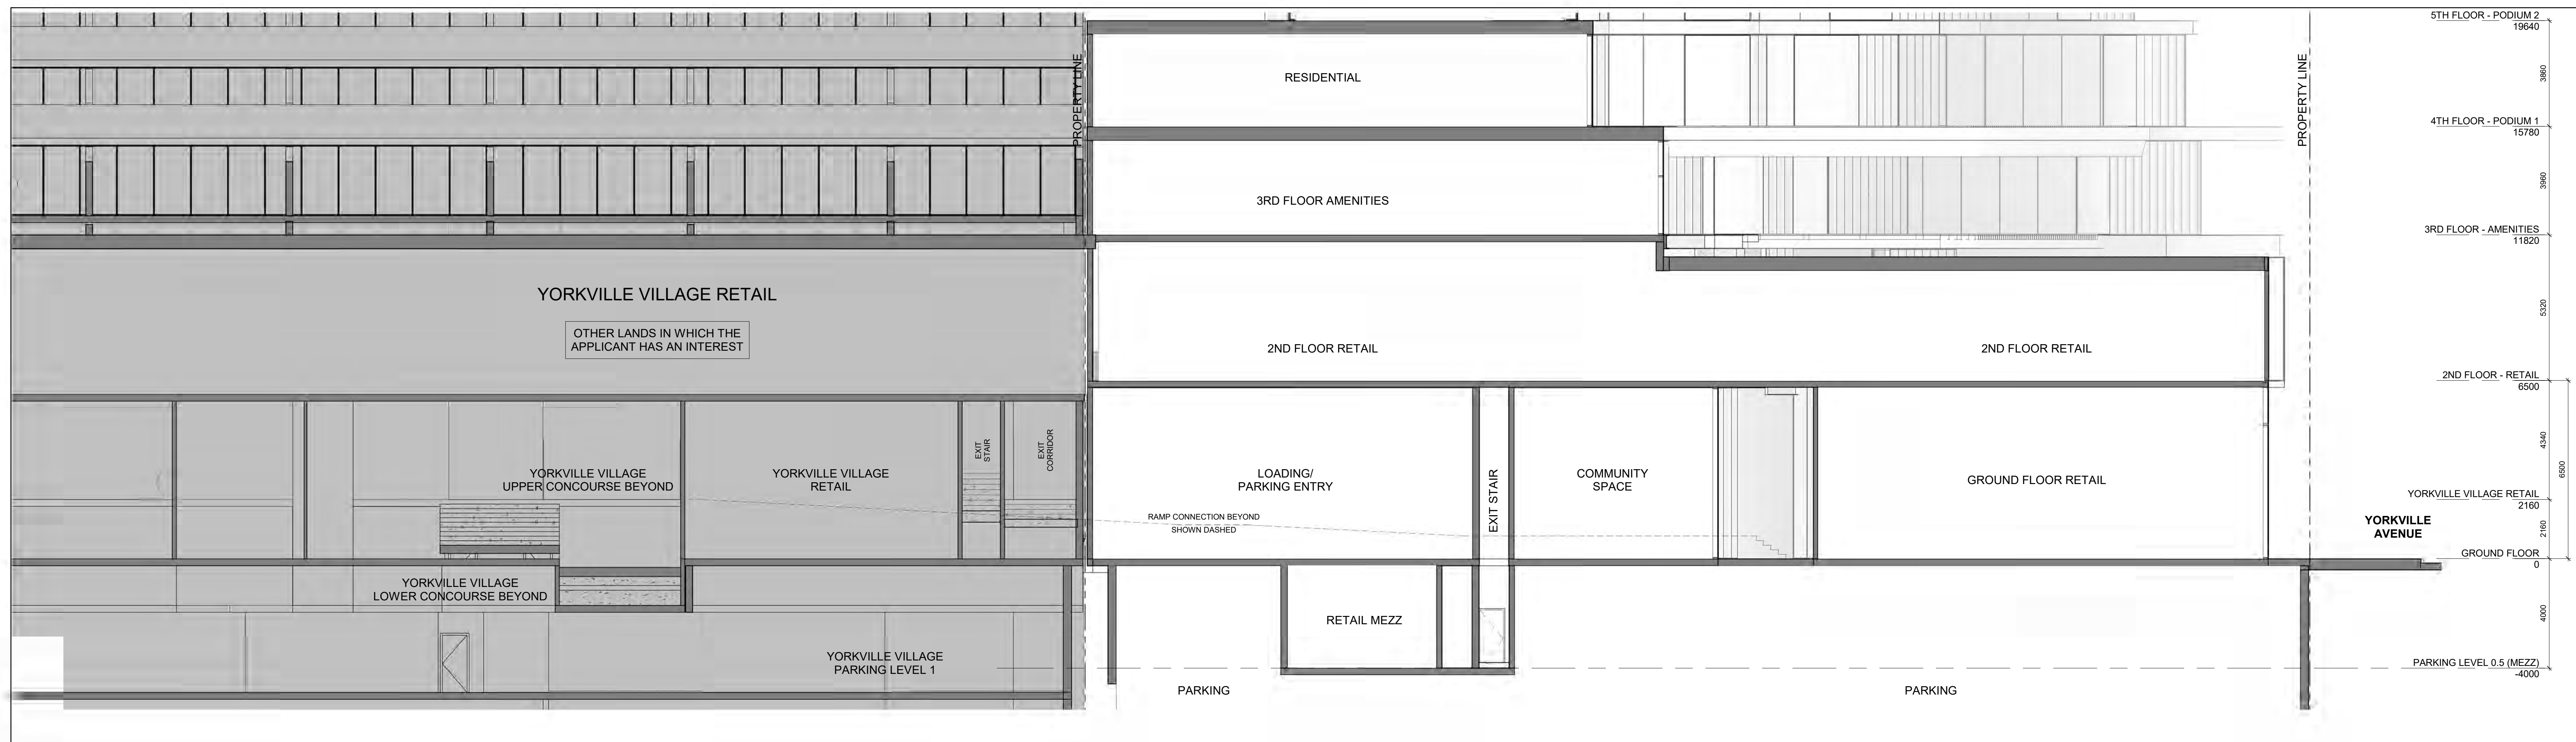 5TH FLOOR - PODIUM 2
19640
3860
PROPERTY LINE
PROPERTY LINE
RESIDENTIAL
4TH FLOOR - PODIUM 1
15780
3960
3RD FLOOR AMENITIES
3RD FLOOR - AMENITIES
11820
YORKVILLE VILLAGE RETAIL
5320
OTHER LANDS IN WHICH THE
APPLICANT HAS AN INTEREST
2ND FLOOR RETAIL
2ND FLOOR RETAIL
2ND FLOOR - RETAIL
6500
4340
6500
EXIT
STAIR
EXIT
CORRIDOR
YORKVILLE VILLAGE
UPPER CONCOURSE BEYOND
YORKVILLE VILLAGE
RETAIL
LOADING/
PARKING ENTRY
EXIT STAIR
COMMUNITY
SPACE
GROUND FLOOR RETAIL
YORKVILLE VILLAGE RETAIL
2160
RAMP CONNECTION BEYOND
SHOWN DASHED
YORKVILLE
AVENUE
2160
GROUND FLOOR
0
YORKVILLE VILLAGE
LOWER CONCOURSE BEYOND
4000
RETAIL MEZZ
YORKVILLE VILLAGE
PARKING LEVEL 1
PARKING LEVEL 0.5 (MEZZ)
-4000
PARKING
PARKING